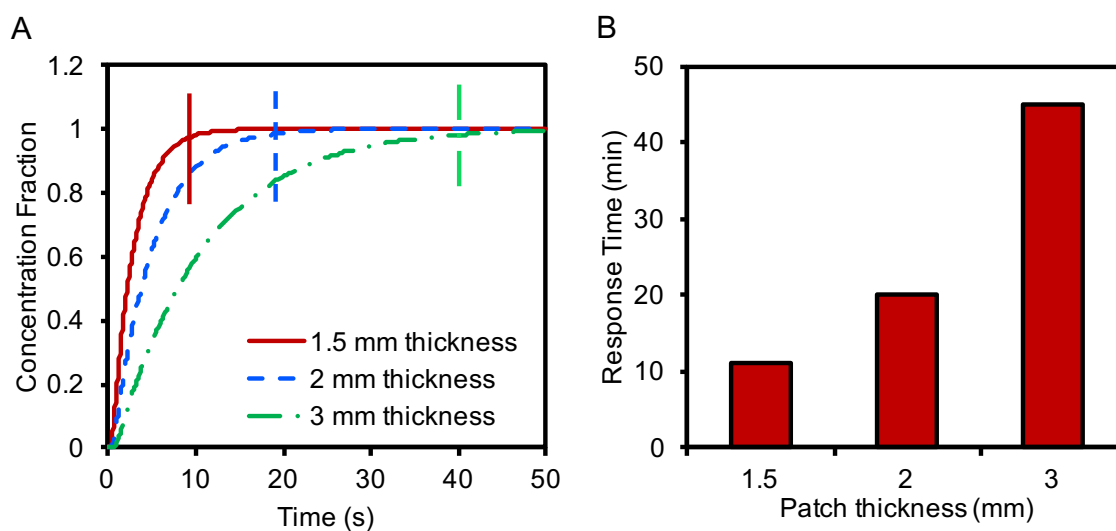 A
Concentration Fraction
1.2
1
0.8
0.6
0.4
0.2
0
0 10 20 30 40 50
Time (s)
1.5 mm thickness
2 mm thickness
3 mm thickness
B
Response Time (min)
50
40
30
20
10
0
1.5 2 3
Patch thickness (mm)